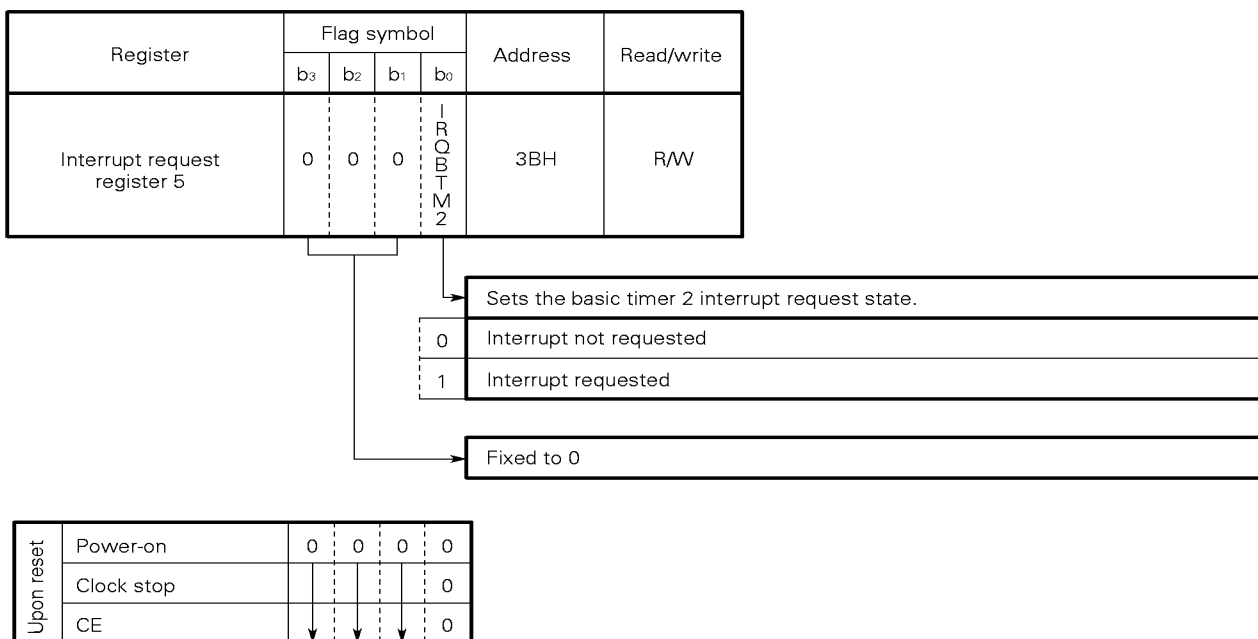 Register Flag symbol Address Read/write
b3 b2 b1 b0
Interrupt request register 5 0 0 0 IRQBTM2 3BH R/W
Sets the basic timer 2 interrupt request state.
0 Interrupt not requested
1 Interrupt requested
Fixed to 0
Upon reset
Power-on 0 0 0 0
Clock stop 0
CE 0